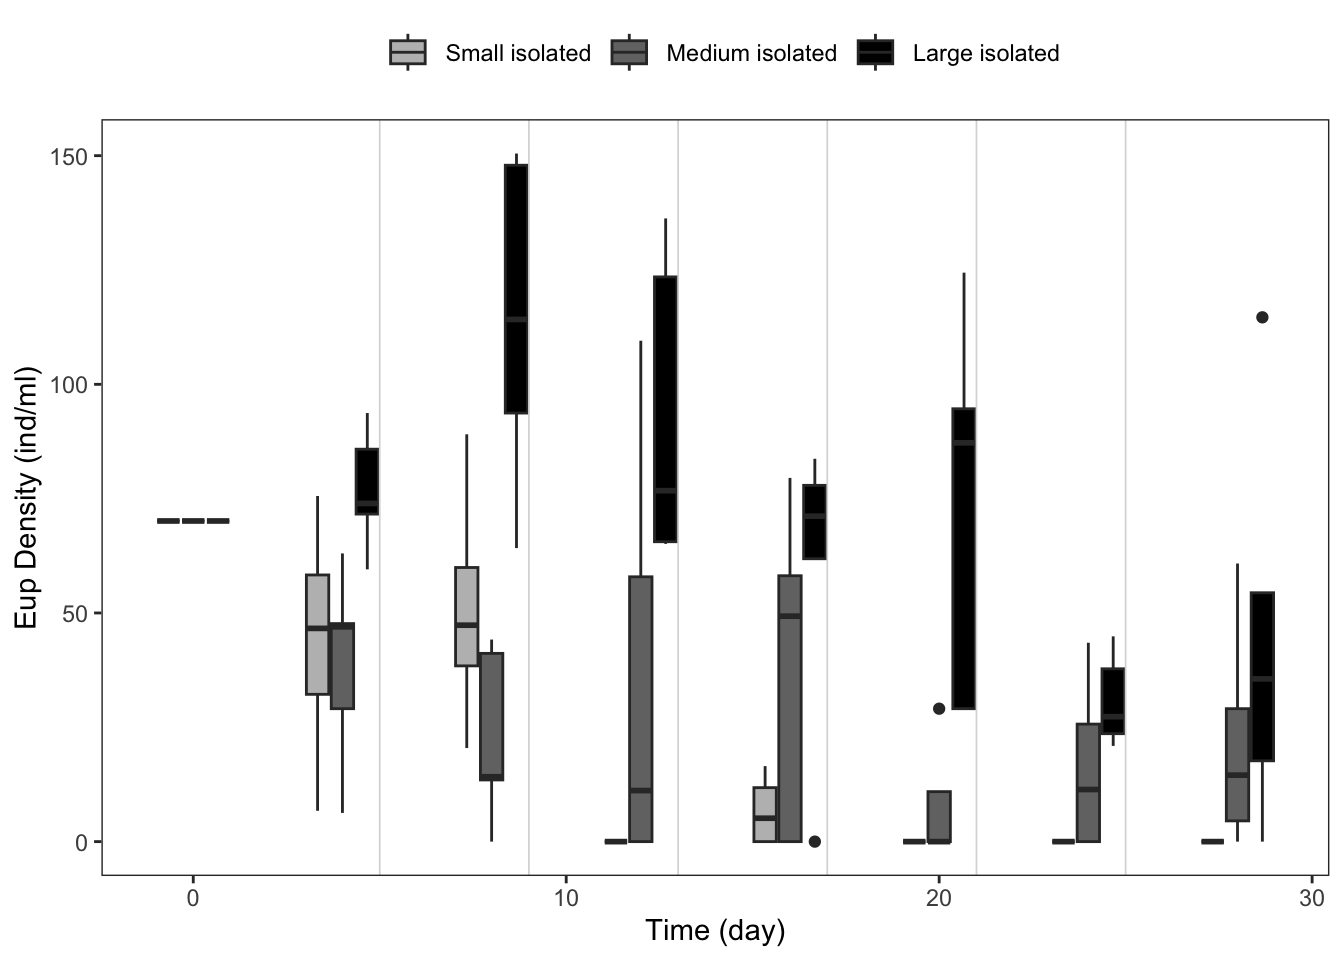 Small isolated Medium isolated Large isolated
150
100
50
0
Eup Density (ind/ml)
0 10 20 30
Time (day)